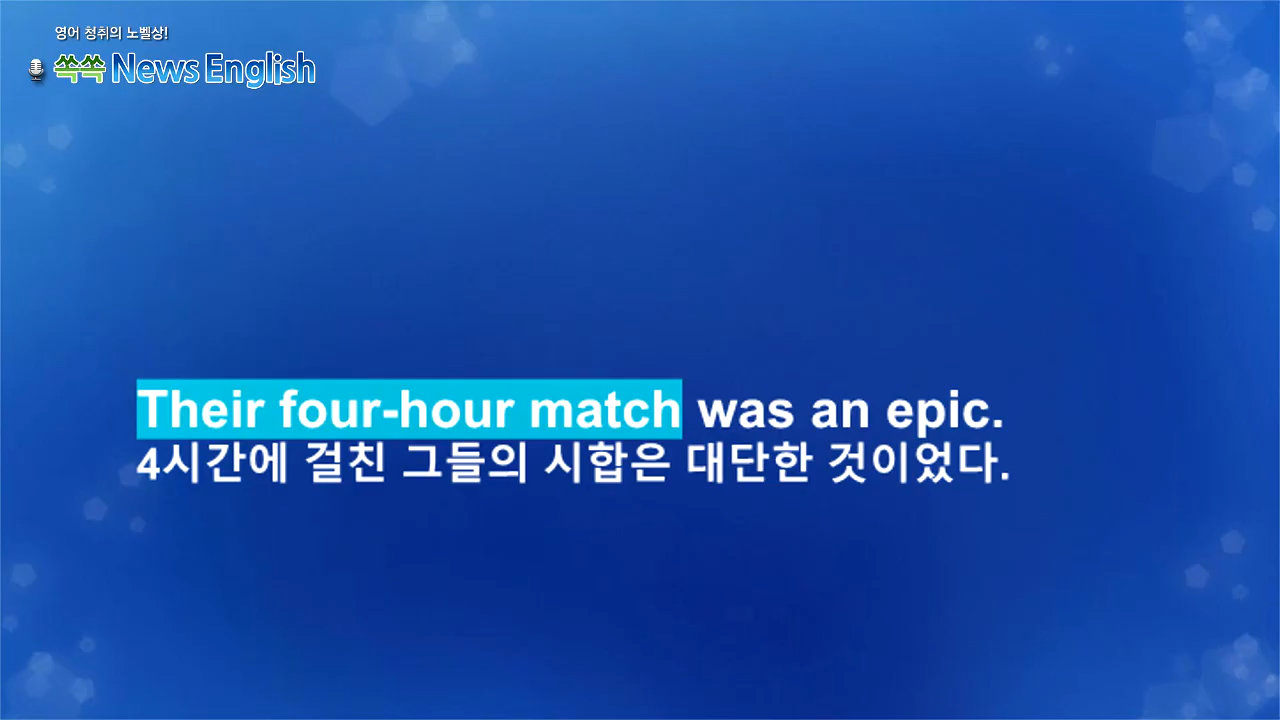 영어 청취의 노벨상!
쏙쏙 News English
Their four-hour match was an epic.
4시간에 걸친 그들의 시합은 대단한 것이었다.